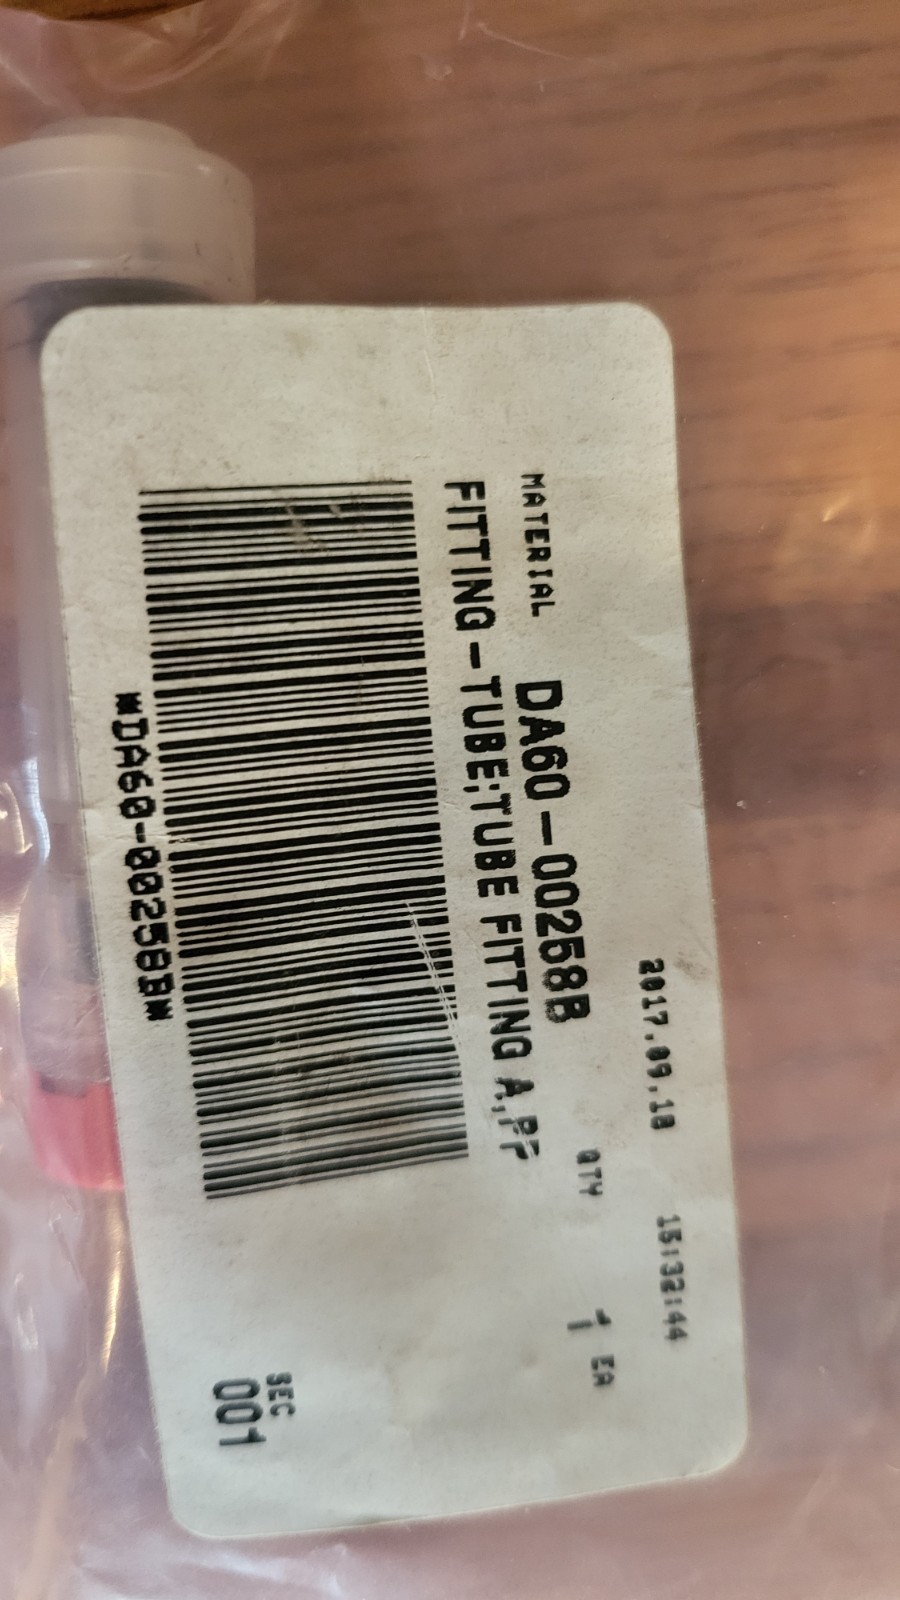 2017.09.18 15:32:44
MATERIAL DA60-00258B QTY 1 EA
FITTING-TUBE;TUBE FITTING A,PP
*DA60-00258B*
SEC
001